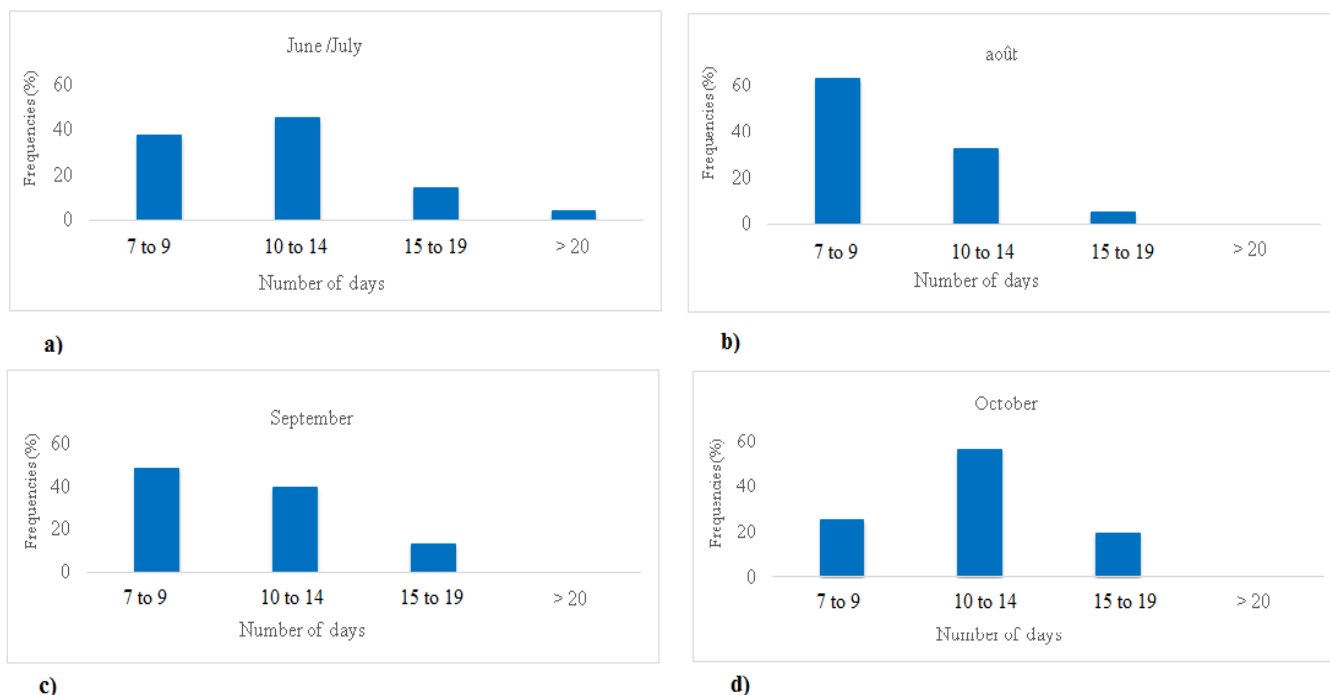 June /July
Frequencies (%)
60
40
20
0
7 to 9 10 to 14 15 to 19 > 20
Number of days
a)
août
Frequencies (%)
60
40
20
0
7 to 9 10 to 14 15 to 19 > 20
Number of days
b)
September
Frequencies (%)
60
40
20
0
7 to 9 10 to 14 15 to 19 > 20
Number of days
c)
October
Frequencies (%)
60
40
20
0
7 to 9 10 to 14 15 to 19 > 20
Number of days
d)